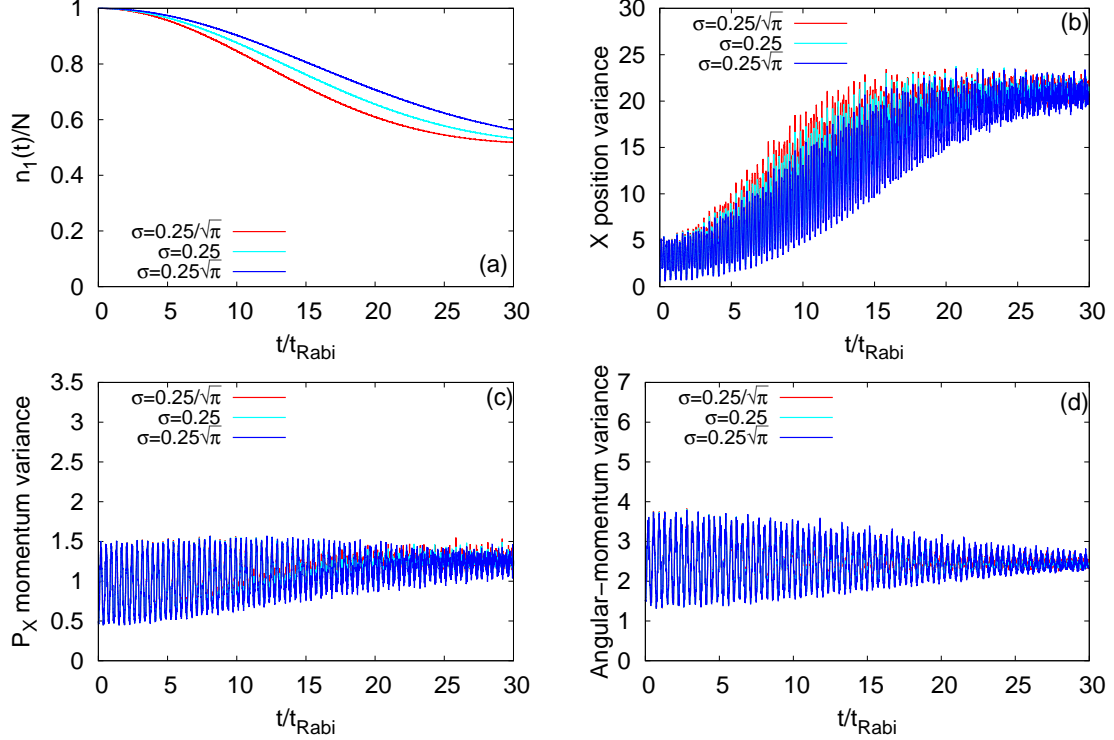 n₁(t)/N
1
0.8
0.6
0.4
0.2
0
σ=0.25/√π
σ=0.25
σ=0.25√π
(a)
0 5 10 15 20 25 30
t/t_Rabi
X position variance
30
25
20
15
10
5
0
σ=0.25/√π
σ=0.25
σ=0.25√π
(b)
0 5 10 15 20 25 30
t/t_Rabi
P_X momentum variance
3.5
3
2.5
2
1.5
1
0.5
0
σ=0.25/√π
σ=0.25
σ=0.25√π
(c)
0 5 10 15 20 25 30
t/t_Rabi
Angular−momentum variance
7
6
5
4
3
2
1
0
σ=0.25/√π
σ=0.25
σ=0.25√π
(d)
0 5 10 15 20 25 30
t/t_Rabi